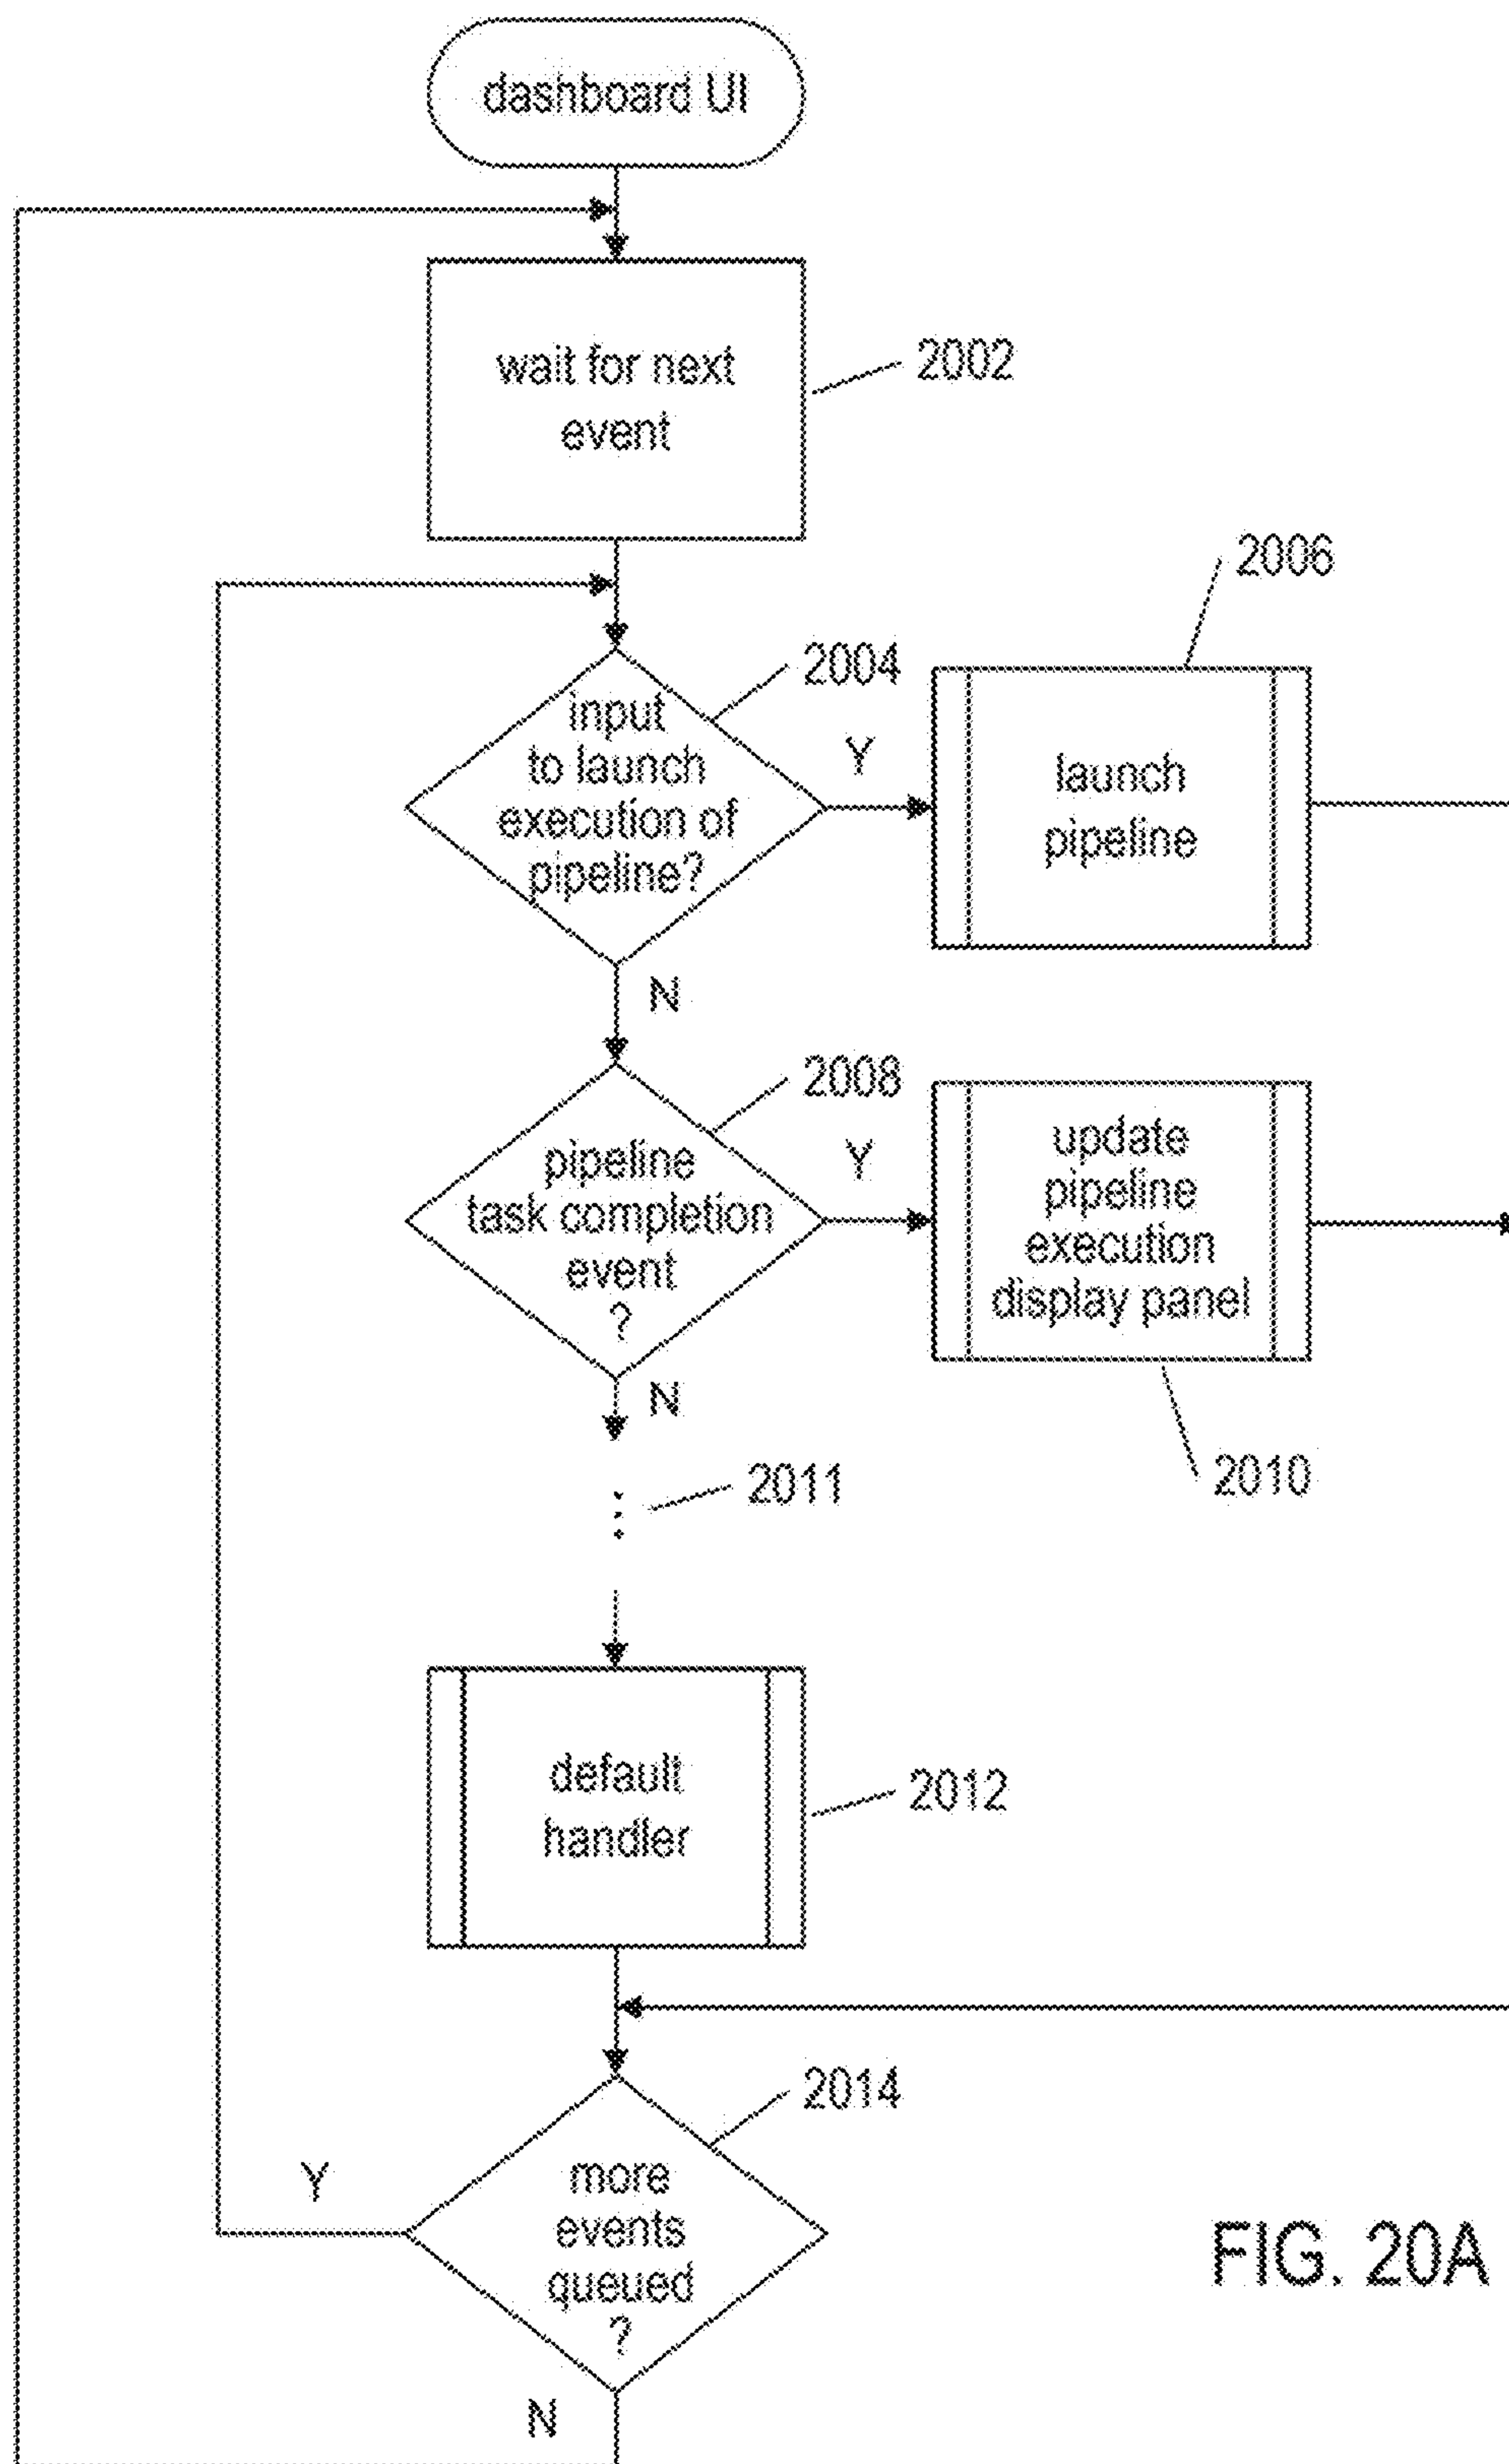 dashboard UI
wait for next
event
2002
2006
2004
input
to launch
execution of
pipeline?
Y
launch
pipeline
N
2008
pipeline
task completion
event
?
Y
update
pipeline
execution
display panel
N
2011
2010
default
handler
2012
2014
more
events
queued
?
Y
N
FIG. 20A